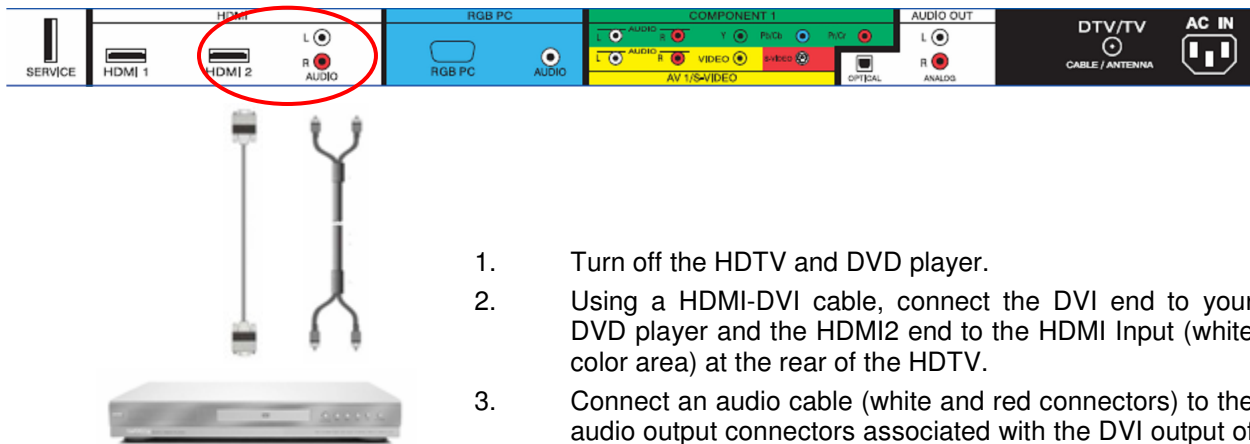 HDMI
RGB PC
COMPONENT 1
AUDIO OUT
DTV/TV
AC IN
L
L AUDIO R
Y
Pb/Cb
Pr/Cr
L
L AUDIO R
VIDEO
S-VIDEO
CABLE / ANTENNA
SERVICE
HDMI 1
HDMI 2
R
AUDIO
RGB PC
AUDIO
AV 1/S-VIDEO
OPTICAL
R
ANALOG
1. Turn off the HDTV and DVD player.
2. Using a HDMI-DVI cable, connect the DVI end to your
DVD player and the HDMI2 end to the HDMI Input (white
color area) at the rear of the HDTV.
3. Connect an audio cable (white and red connectors) to the
audio output connectors associated with the DVI output of